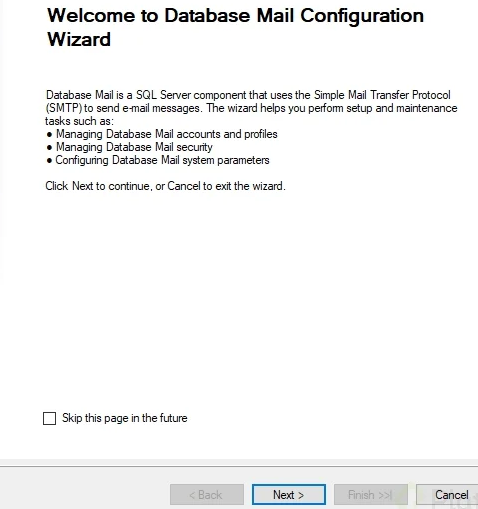 Welcome to Database Mail Configuration
Wizard
Database Mail is a SQL Server component that uses the Simple Mail Transfer Protocol
(SMTP) to send e-mail messages. The wizard helps you perform setup and maintenance
tasks such as:
● Managing Database Mail accounts and profiles
● Managing Database Mail security
● Configuring Database Mail system parameters
Click Next to continue, or Cancel to exit the wizard.
Skip this page in the future
< Back Next > Finish >>| Cancel